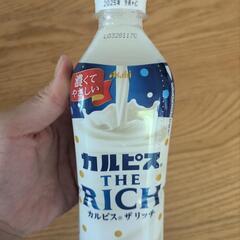 LG326117C
濃くて
やさしい
Asahi
カルピス
THE
RICH
カルピス® ザ リッチ